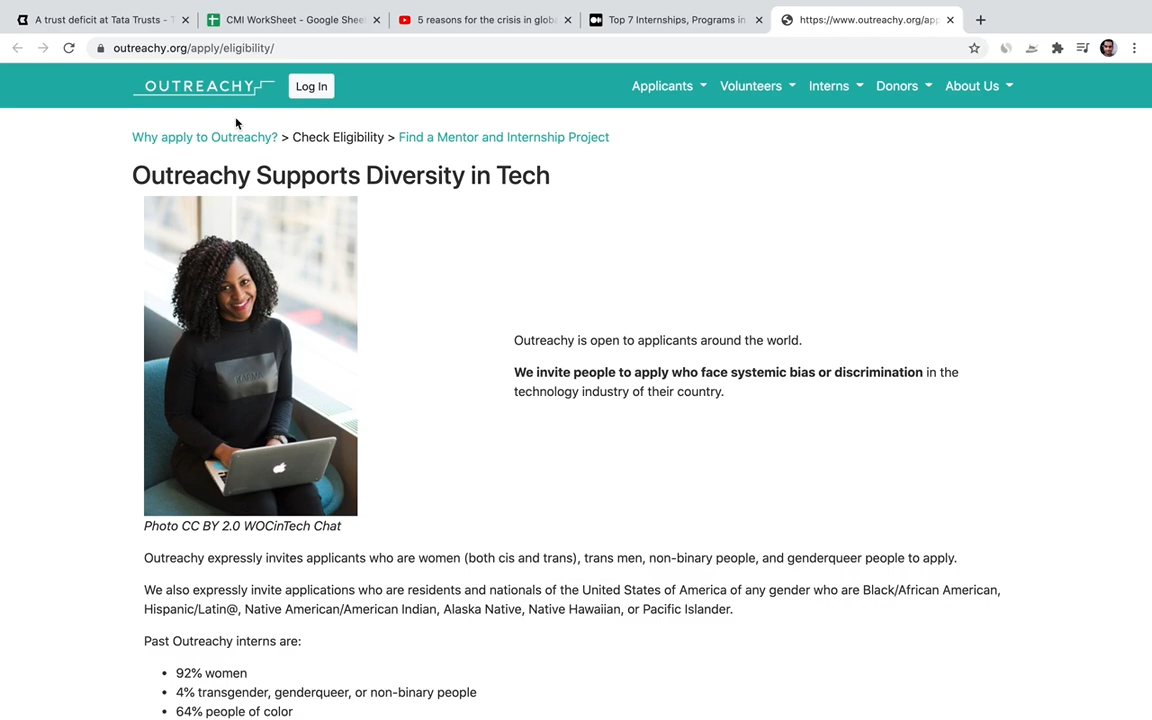 A trust deficit at Tata Trusts - T
CMI WorkSheet - Google Shee
5 reasons for the crisis in globa
Top 7 Internships, Programs in
https://www.outreachy.org/app
outreachy.org/apply/eligibility/
OUTREACHY
Log In
Applicants
Volunteers
Interns
Donors
About Us
Why apply to Outreachy? > Check Eligibility > Find a Mentor and Internship Project
Outreachy Supports Diversity in Tech
Outreachy is open to applicants around the world.
We invite people to apply who face systemic bias or discrimination in the
technology industry of their country.
Photo CC BY 2.0 WOCinTech Chat
Outreachy expressly invites applicants who are women (both cis and trans), trans men, non-binary people, and genderqueer people to apply.
We also expressly invite applications who are residents and nationals of the United States of America of any gender who are Black/African American,
Hispanic/Latin@, Native American/American Indian, Alaska Native, Native Hawaiian, or Pacific Islander.
Past Outreachy interns are:
• 92% women
• 4% transgender, genderqueer, or non-binary people
• 64% people of color